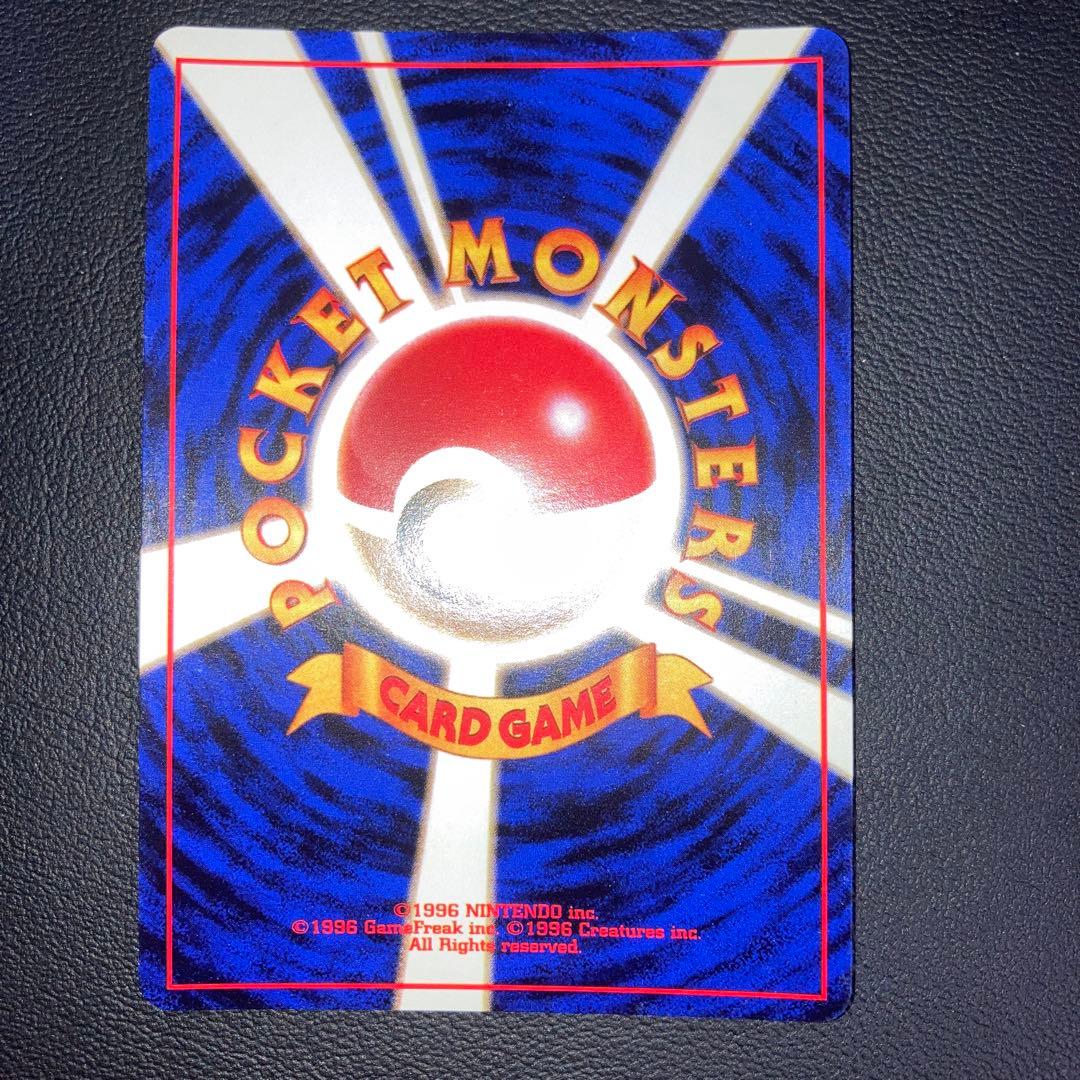 POCKET MONSTERS
CARD GAME
©1996 NINTENDO inc.
©1996 GameFreak inc. ©1996 Creatures inc.
All Rights reserved.